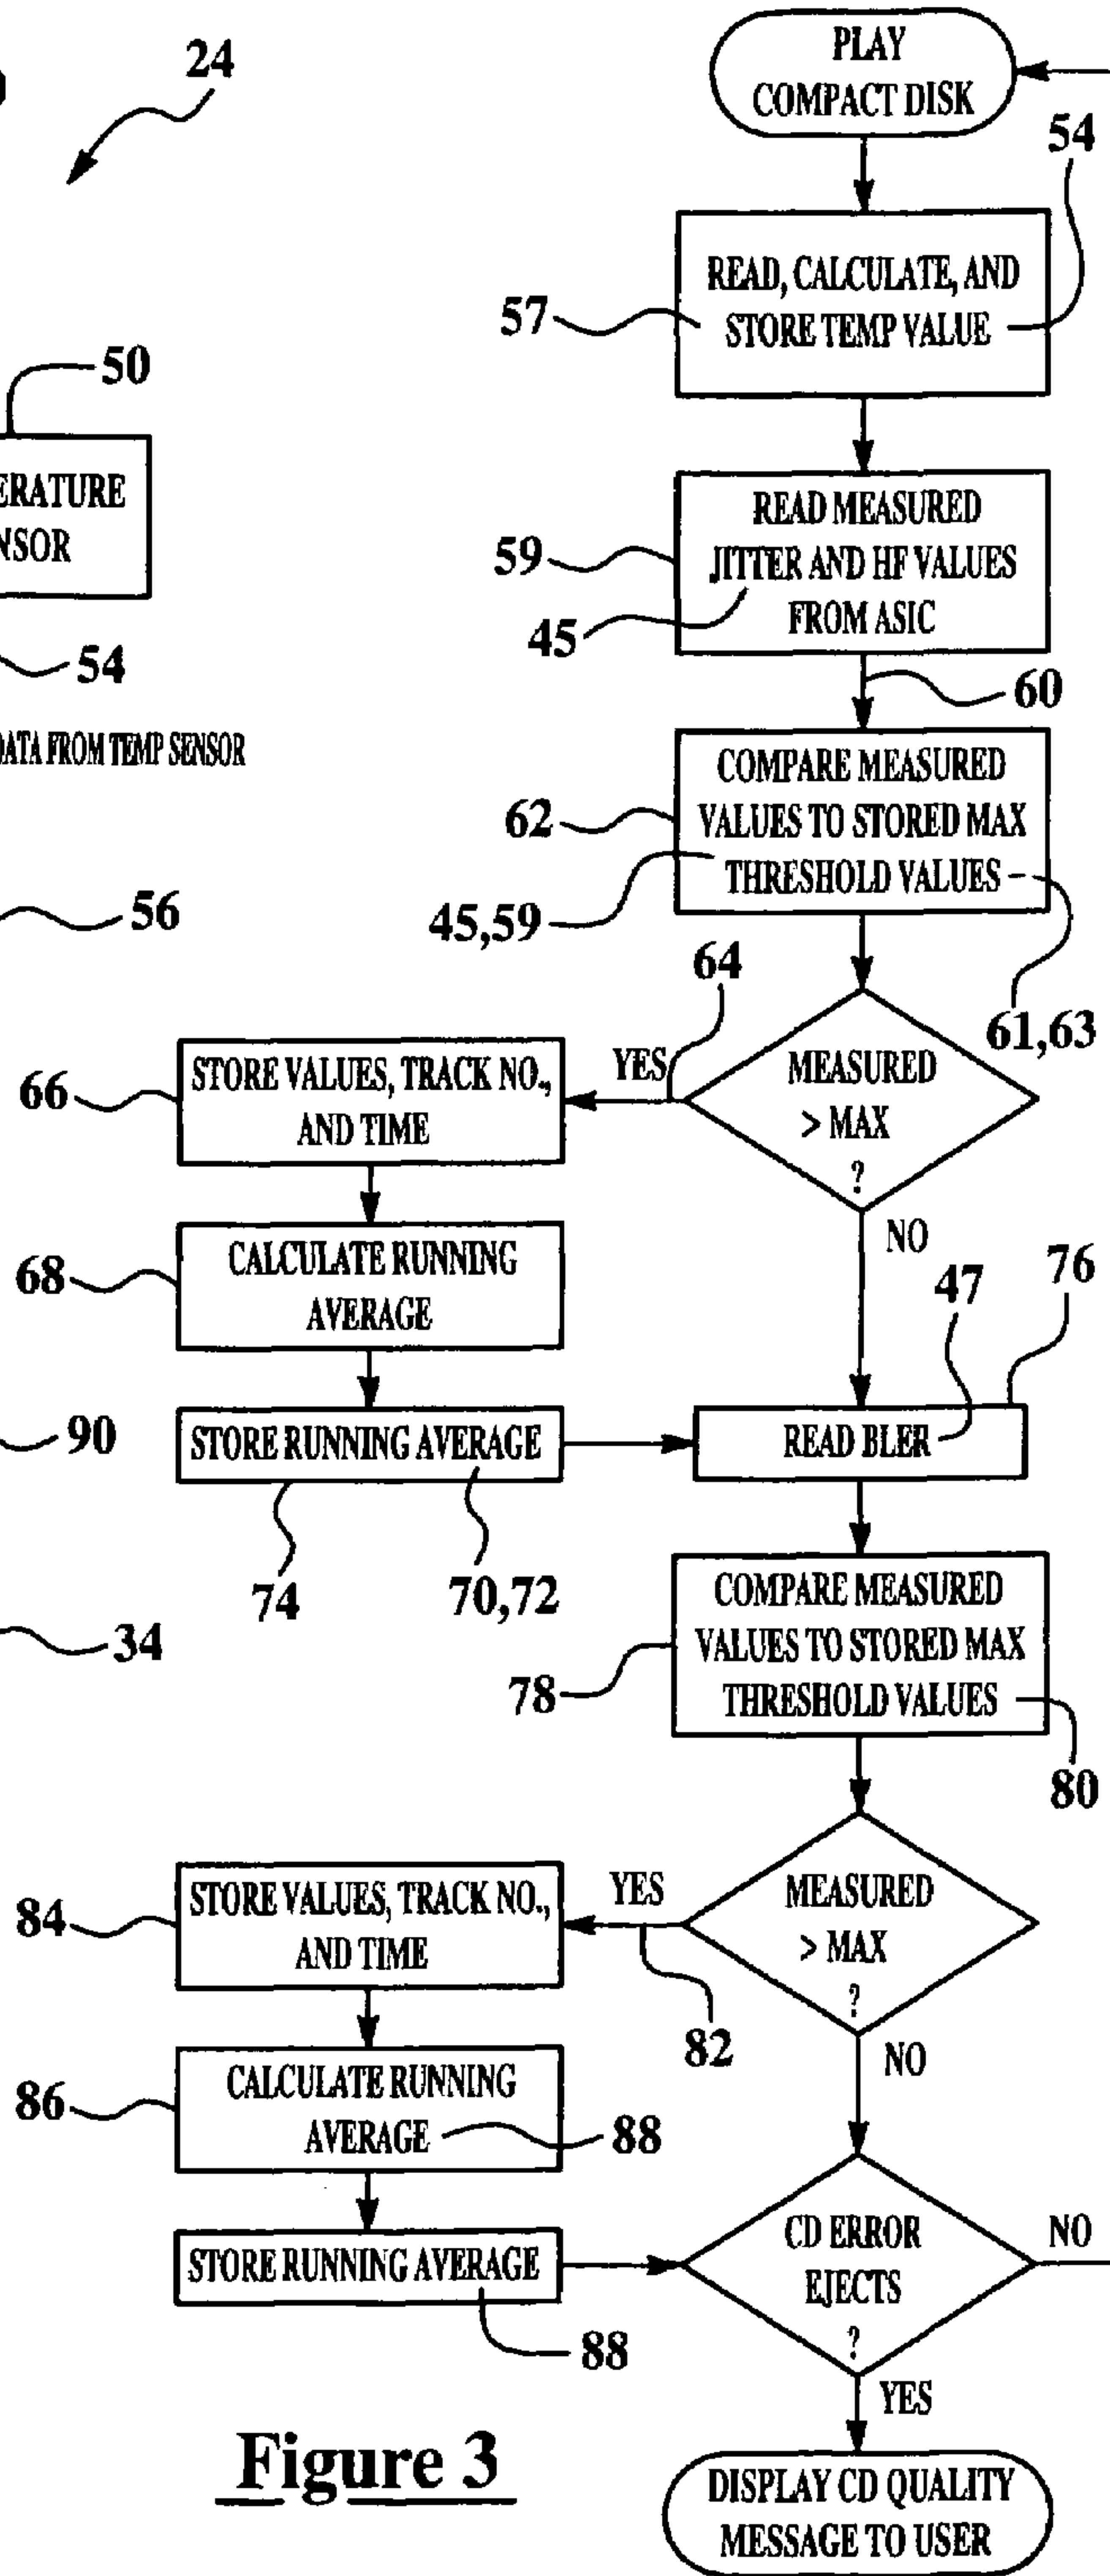 24
PLAY
COMPACT DISK
54
READ, CALCULATE, AND
STORE TEMP VALUE
57
50
ERATURE
NSOR
READ MEASURED
JITTER AND HF VALUES
FROM ASIC
59
45
54
60
DATA FROM TEMP SENSOR
COMPARE MEASURED
VALUES TO STORED MAX
THRESHOLD VALUES
62
56
45,59
64
61,63
STORE VALUES, TRACK NO.,
AND TIME
66
YES
MEASURED
> MAX
?
NO
CALCULATE RUNNING
AVERAGE
68
47
76
90
STORE RUNNING AVERAGE
READ BLER
74
70,72
COMPARE MEASURED
VALUES TO STORED MAX
THRESHOLD VALUES
34
78
80
STORE VALUES, TRACK NO.,
AND TIME
84
YES
MEASURED
> MAX
?
82
NO
CALCULATE RUNNING
AVERAGE
86
88
STORE RUNNING AVERAGE
CD ERROR
EJECTS
?
NO
88
YES
Figure 3
DISPLAY CD QUALITY
MESSAGE TO USER